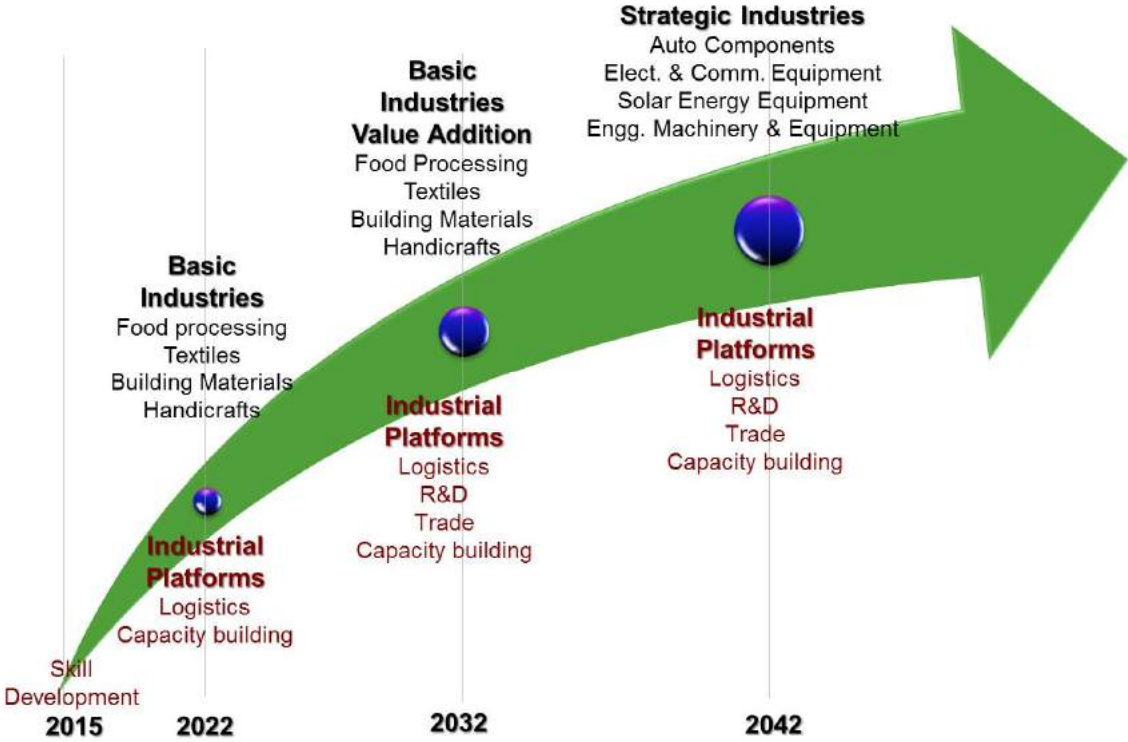 Strategic Industries
Auto Components
Elect. & Comm. Equipment
Solar Energy Equipment
Engg. Machinery & Equipment
Basic
Industries
Value Addition
Food Processing
Textiles
Building Materials
Handicrafts
Basic
Industries
Food processing
Textiles
Building Materials
Handicrafts
Industrial
Platforms
Logistics
R&D
Trade
Capacity building
Industrial
Platforms
Logistics
R&D
Trade
Capacity building
Industrial
Platforms
Logistics
Capacity building
Skill
Development
2015
2022
2032
2042